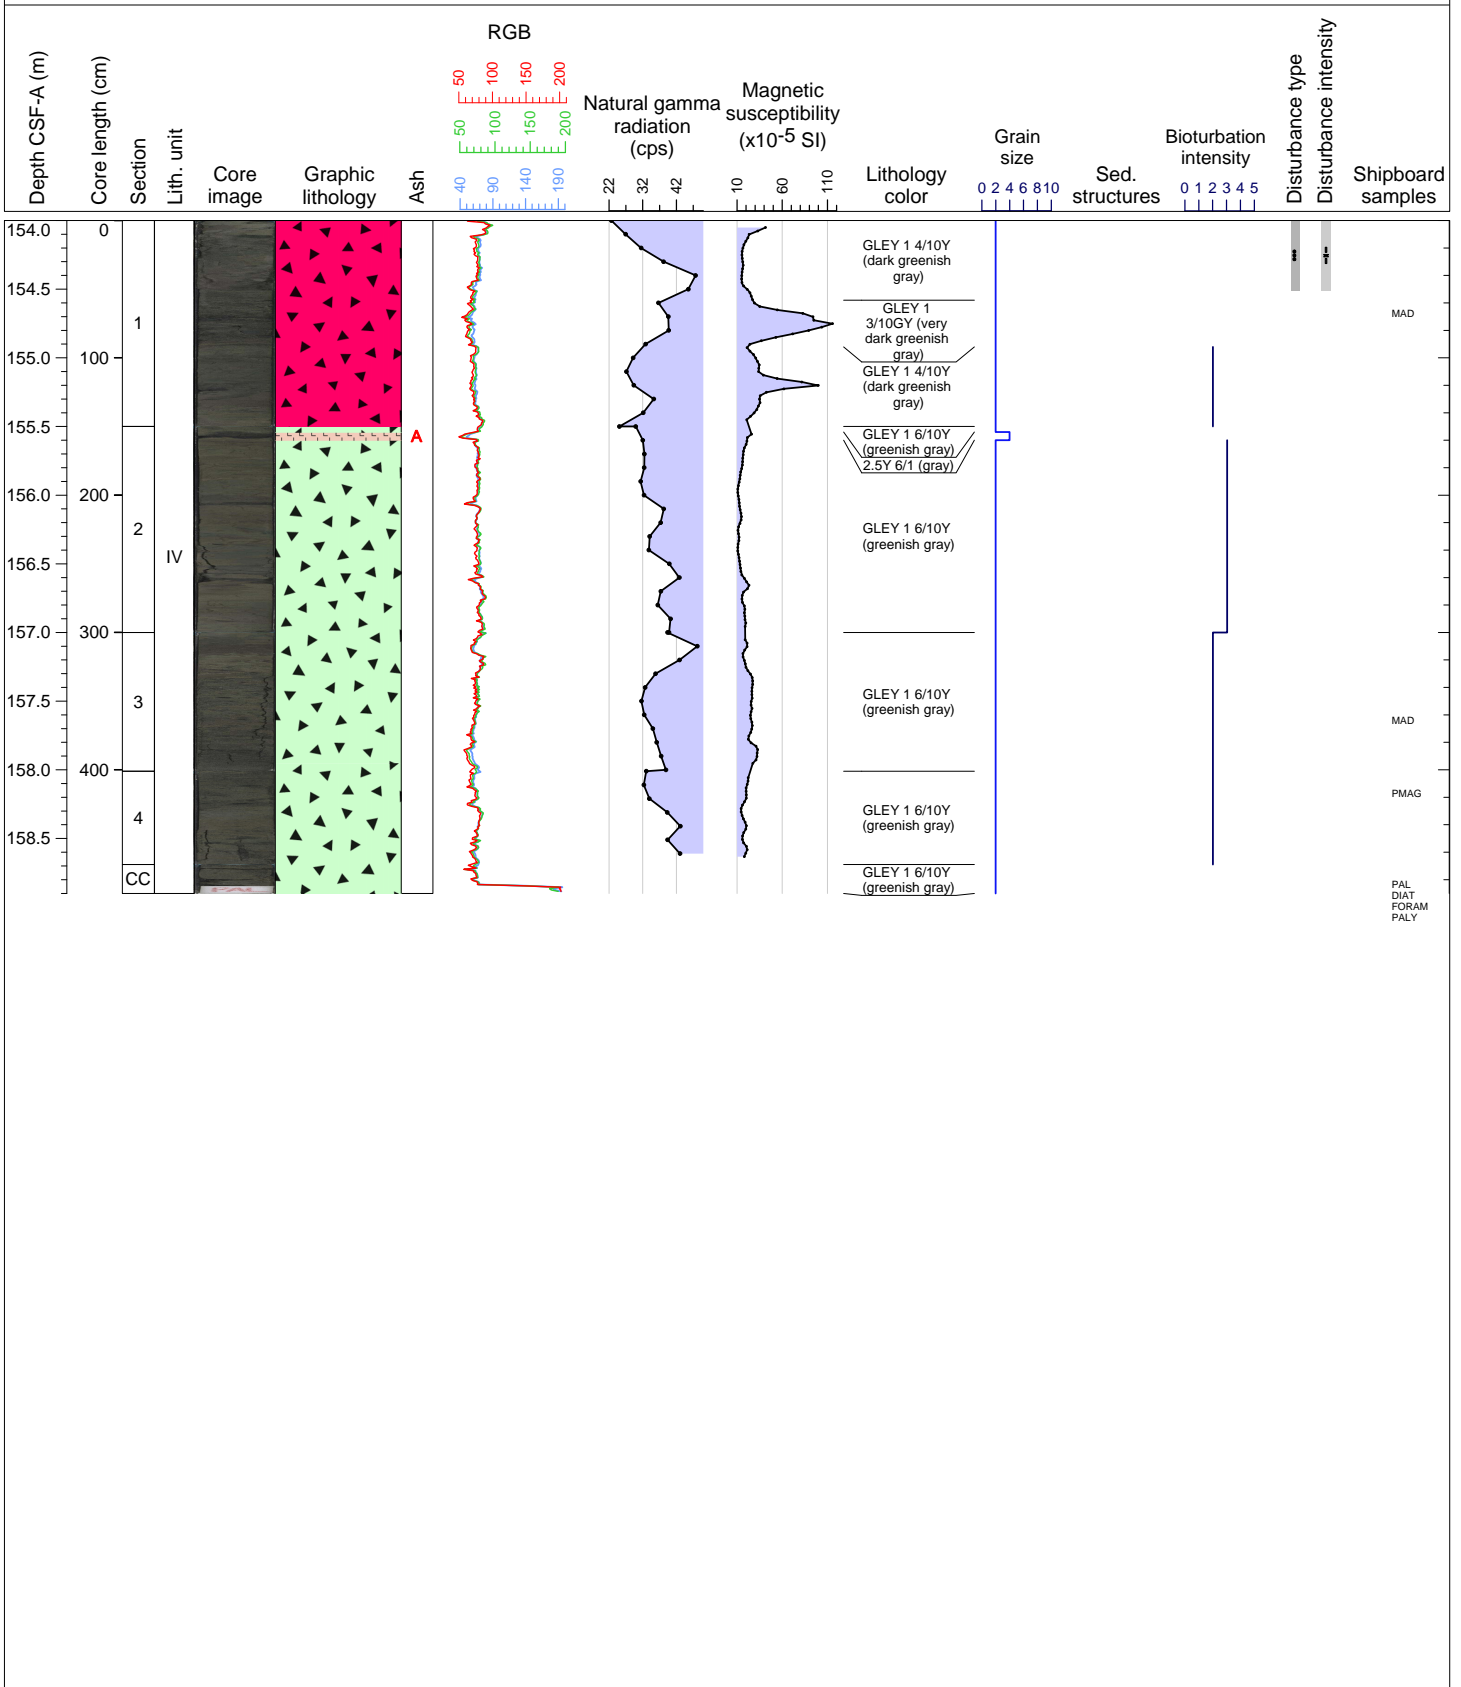 RGB
50 100 150 200
50 100 150 200
40 90 140 190
Depth CSF-A (m)
Core length (cm)
Section
Lith. unit
Core
image
Graphic
lithology
Ash
Natural gamma
radiation
(cps)
22 32 42
Magnetic
susceptibility
(x10-5 SI)
10 60 110
Lithology
color
Grain
size
0 2 4 6 8 10
Sed.
structures
Bioturbation
intensity
0 1 2 3 4 5
Disturbance type
Disturbance intensity
Shipboard
samples
154.0
154.5
155.0
155.5
156.0
156.5
157.0
157.5
158.0
158.5
0
100
200
300
400
1
2
3
4
CC
IV
A
GLEY 1 4/10Y
(dark greenish
gray)
GLEY 1
3/10GY (very
dark greenish
gray)
GLEY 1 4/10Y
(dark greenish
gray)
GLEY 1 6/10Y
(greenish gray)
2.5Y 6/1 (gray)
GLEY 1 6/10Y
(greenish gray)
GLEY 1 6/10Y
(greenish gray)
GLEY 1 6/10Y
(greenish gray)
GLEY 1 6/10Y
(greenish gray)
MAD
MAD
PMAG
PAL
DIAT
FORAM
PALY